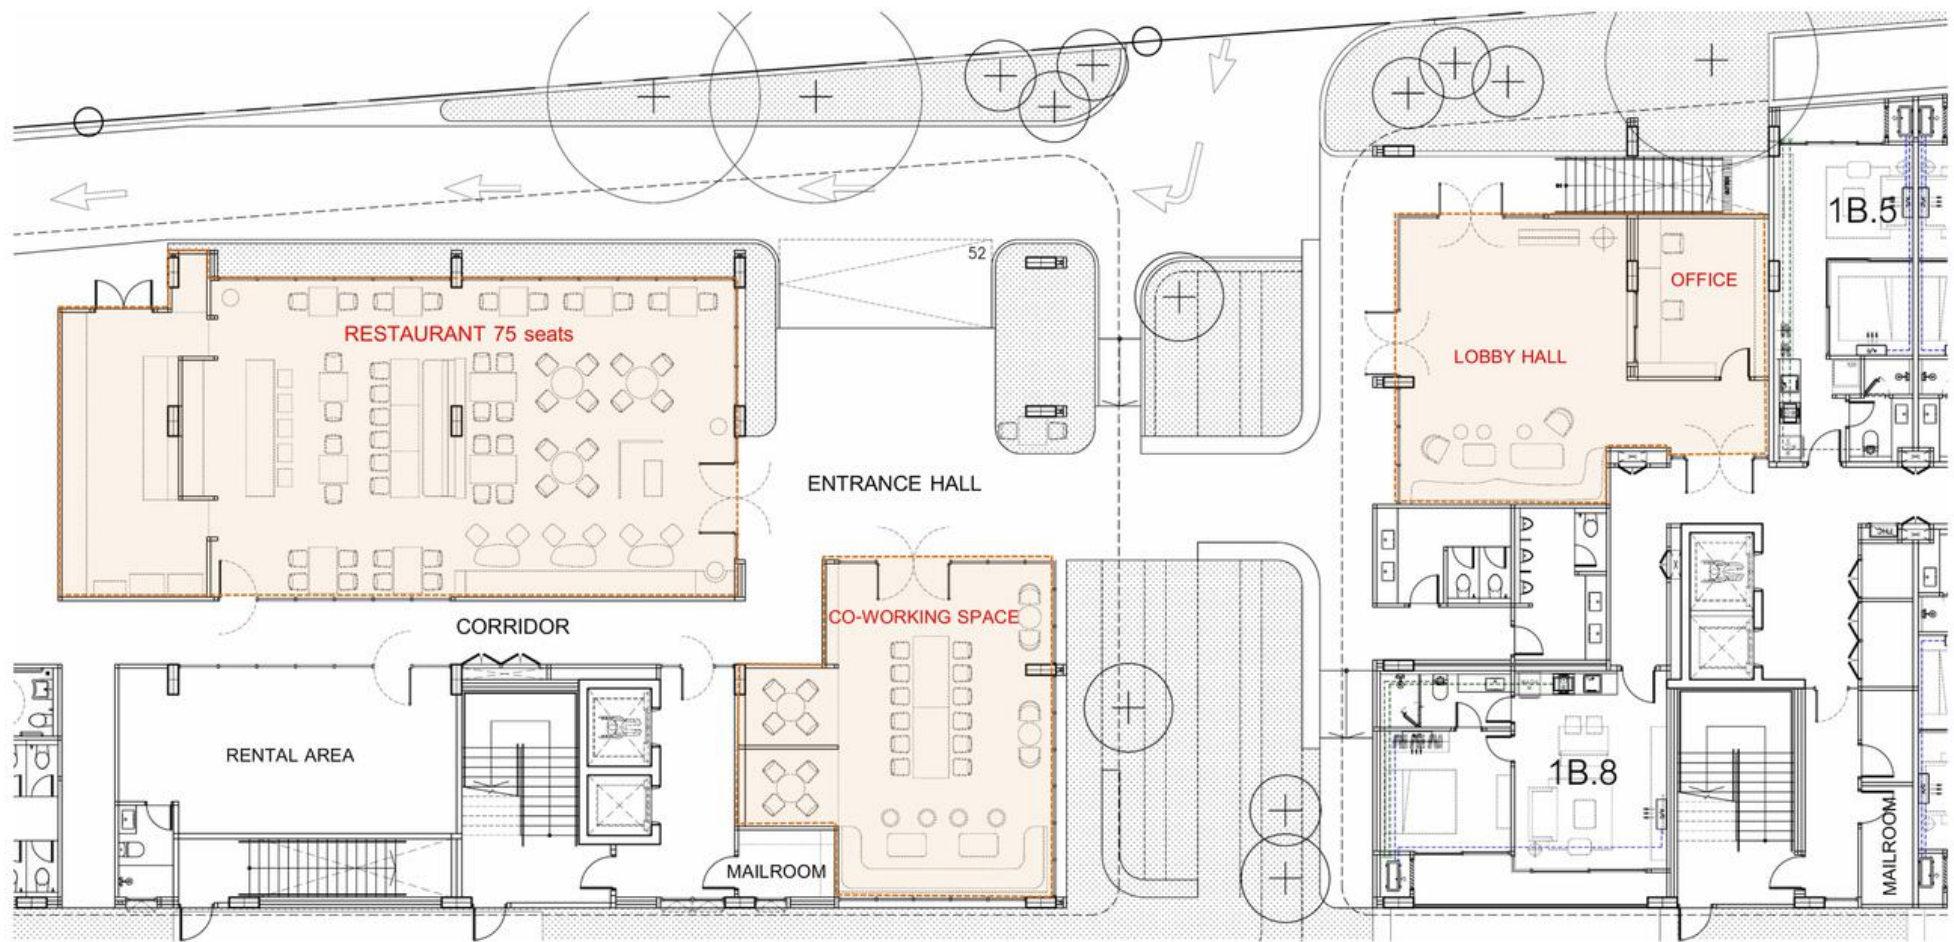 52
1B.5
OFFICE
RESTAURANT 75 seats
LOBBY HALL
ENTRANCE HALL
CO-WORKING SPACE
CORRIDOR
RENTAL AREA
1B.8
MAILROOM
MAILROOM